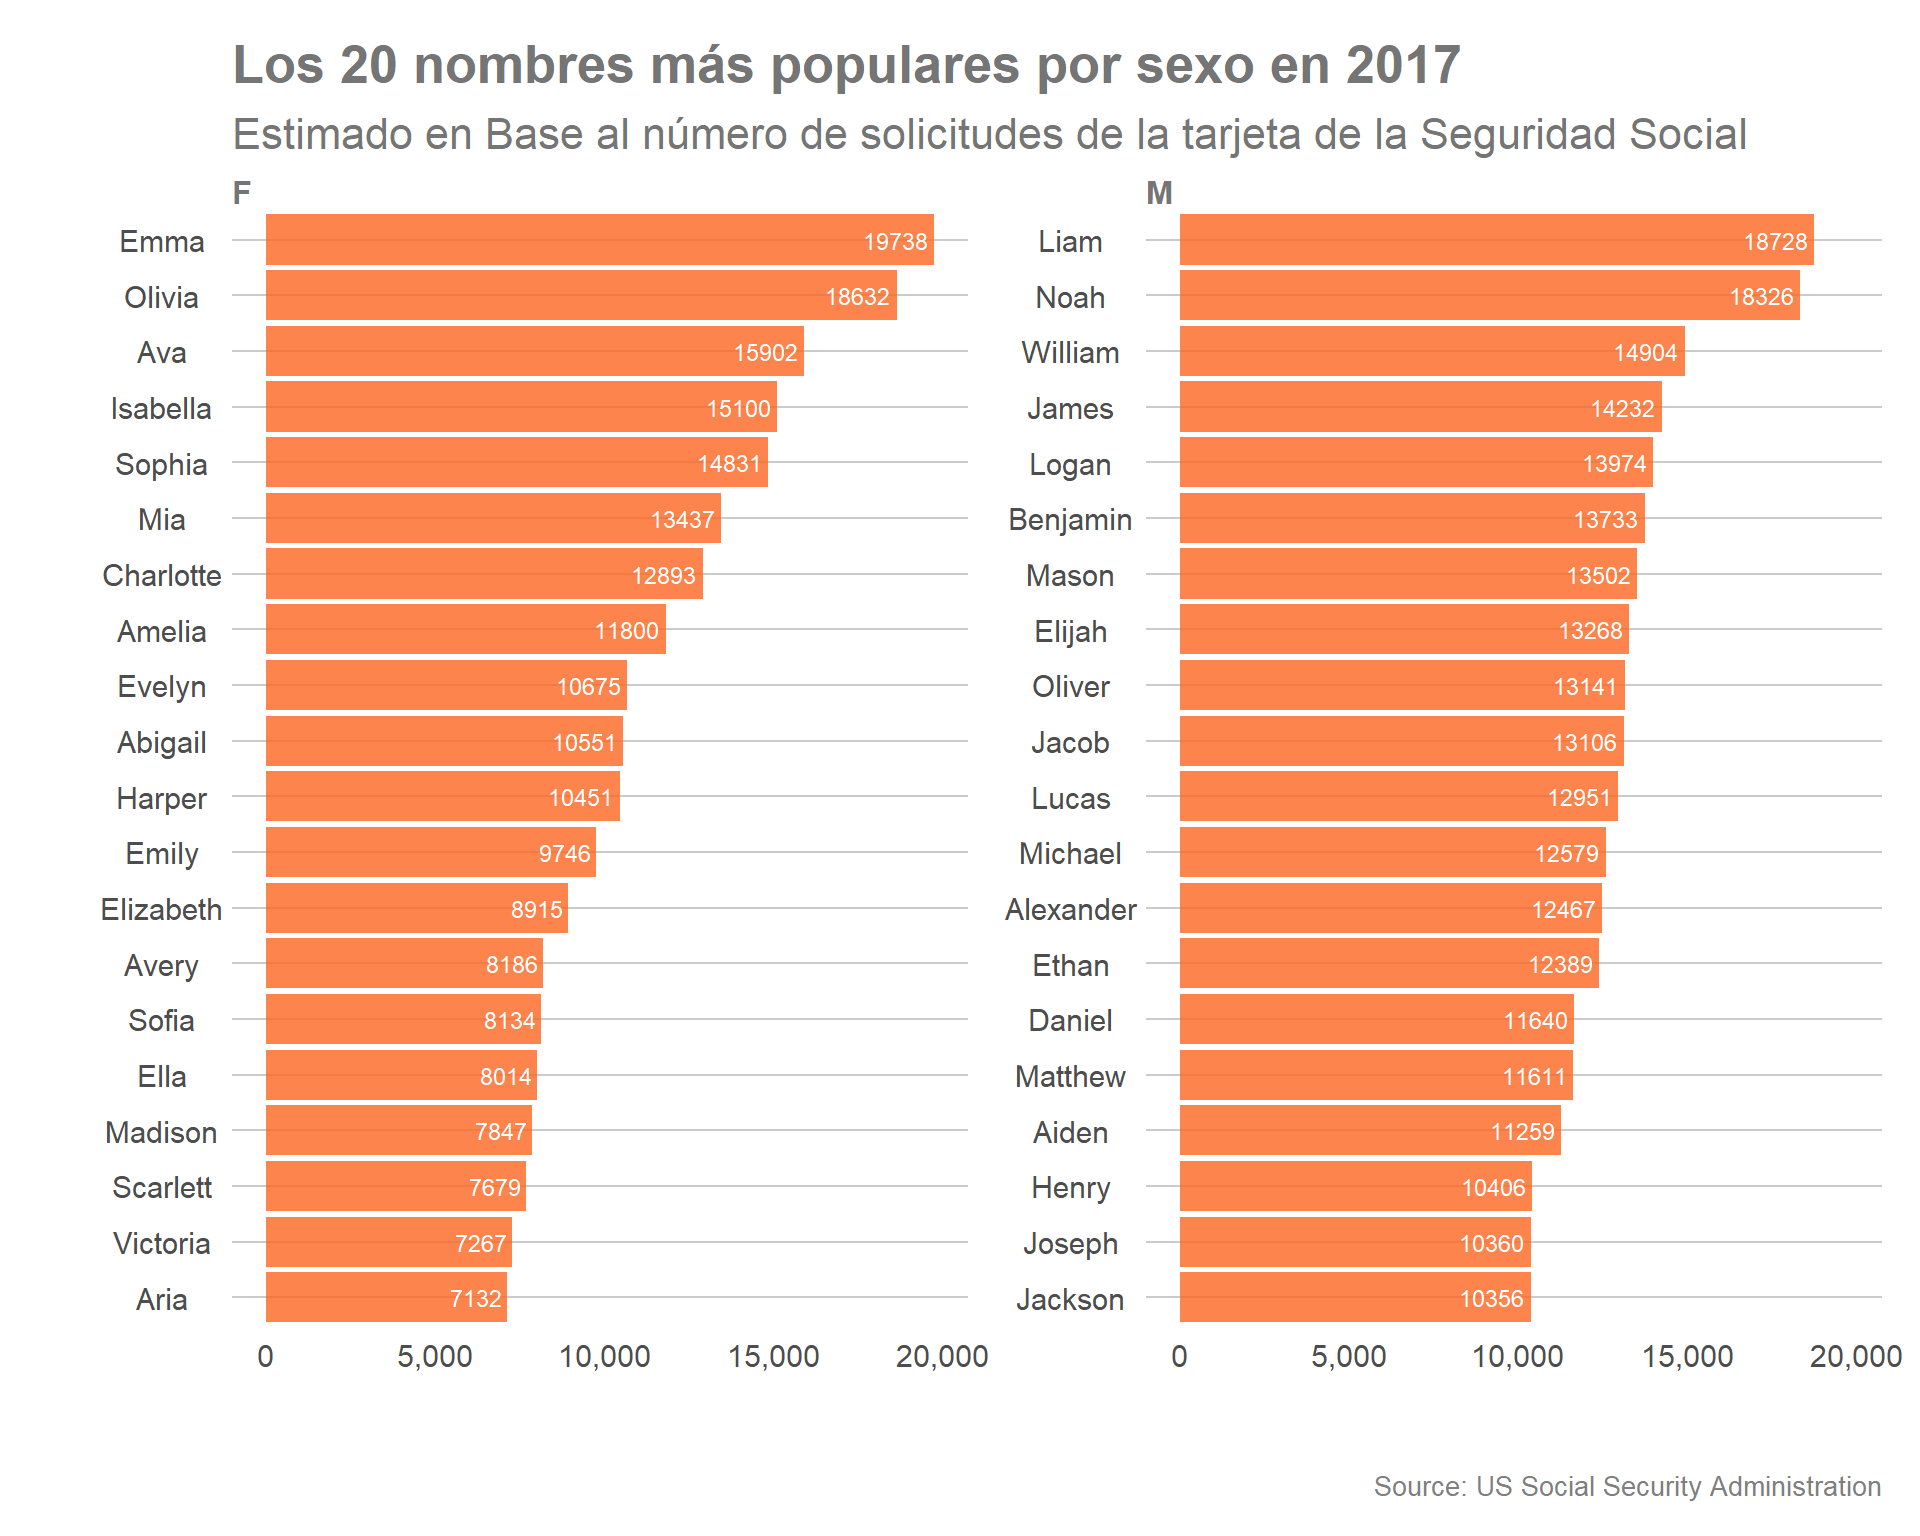 Los 20 nombres más populares por sexo en 2017
Estimado en Base al número de solicitudes de la tarjeta de la Seguridad Social
F
Emma 19738
Olivia 18632
Ava 15902
Isabella 15100
Sophia 14831
Mia 13437
Charlotte 12893
Amelia 11800
Evelyn 10675
Abigail 10551
Harper 10451
Emily 9746
Elizabeth 8915
Avery 8186
Sofia 8134
Ella 8014
Madison 7847
Scarlett 7679
Victoria 7267
Aria 7132
0 5,000 10,000 15,000 20,000
M
Liam 18728
Noah 18326
William 14904
James 14232
Logan 13974
Benjamin 13733
Mason 13502
Elijah 13268
Oliver 13141
Jacob 13106
Lucas 12951
Michael 12579
Alexander 12467
Ethan 12389
Daniel 11640
Matthew 11611
Aiden 11259
Henry 10406
Joseph 10360
Jackson 10356
0 5,000 10,000 15,000 20,000
Source: US Social Security Administration